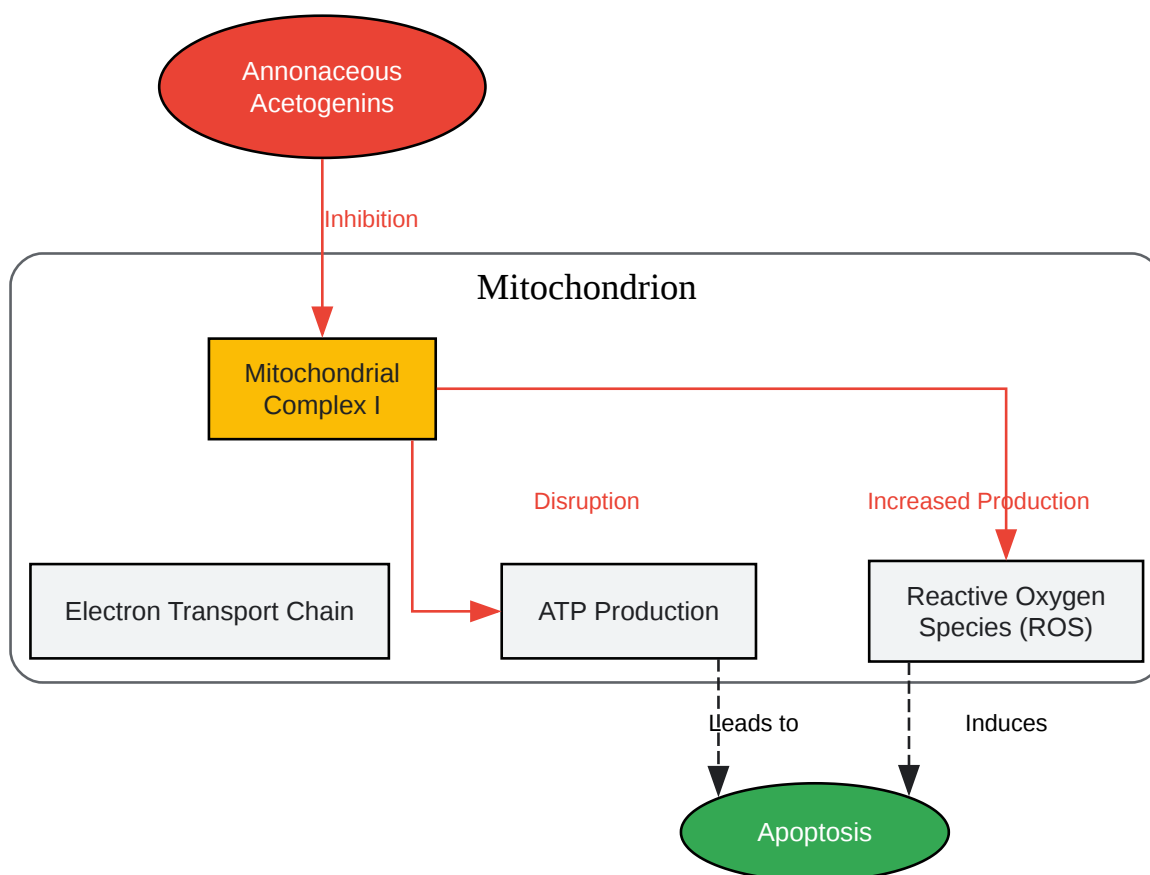 Annonaceous
Acetogenins
Inhibition
Mitochondrion
Mitochondrial
Complex I
Disruption
Increased Production
Electron Transport Chain
ATP Production
Reactive Oxygen
Species (ROS)
Leads to
Induces
Apoptosis